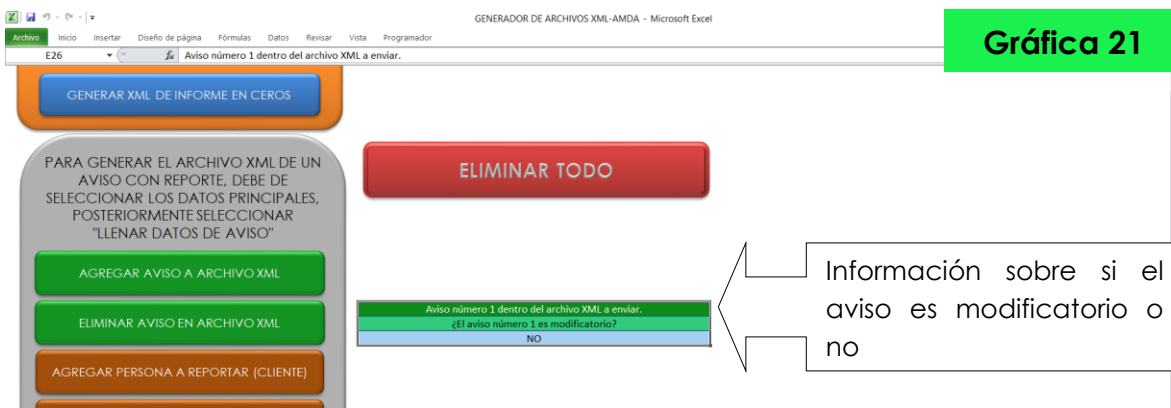 GENERADOR DE ARCHIVOS XML-AMDA - Microsoft Excel
Archivo Inicio Insertar Diseño de página Fórmulas Datos Revisar Vista Programador
Gráfica 21
E26 fx Aviso número 1 dentro del archivo XML a enviar.
GENERAR XML DE INFORME EN CEROS
PARA GENERAR EL ARCHIVO XML DE UN
AVISO CON REPORTE, DEBE DE
SELECCIONAR LOS DATOS PRINCIPALES,
POSTERIORMENTE SELECCIONAR
"LLENAR DATOS DE AVISO"
ELIMINAR TODO
AGREGAR AVISO A ARCHIVO XML
ELIMINAR AVISO EN ARCHIVO XML
AGREGAR PERSONA A REPORTAR (CLIENTE)
Aviso número 1 dentro del archivo XML a enviar.
¿El aviso número 1 es modificatorio?
NO
Información sobre si el
aviso es modificatorio o
no